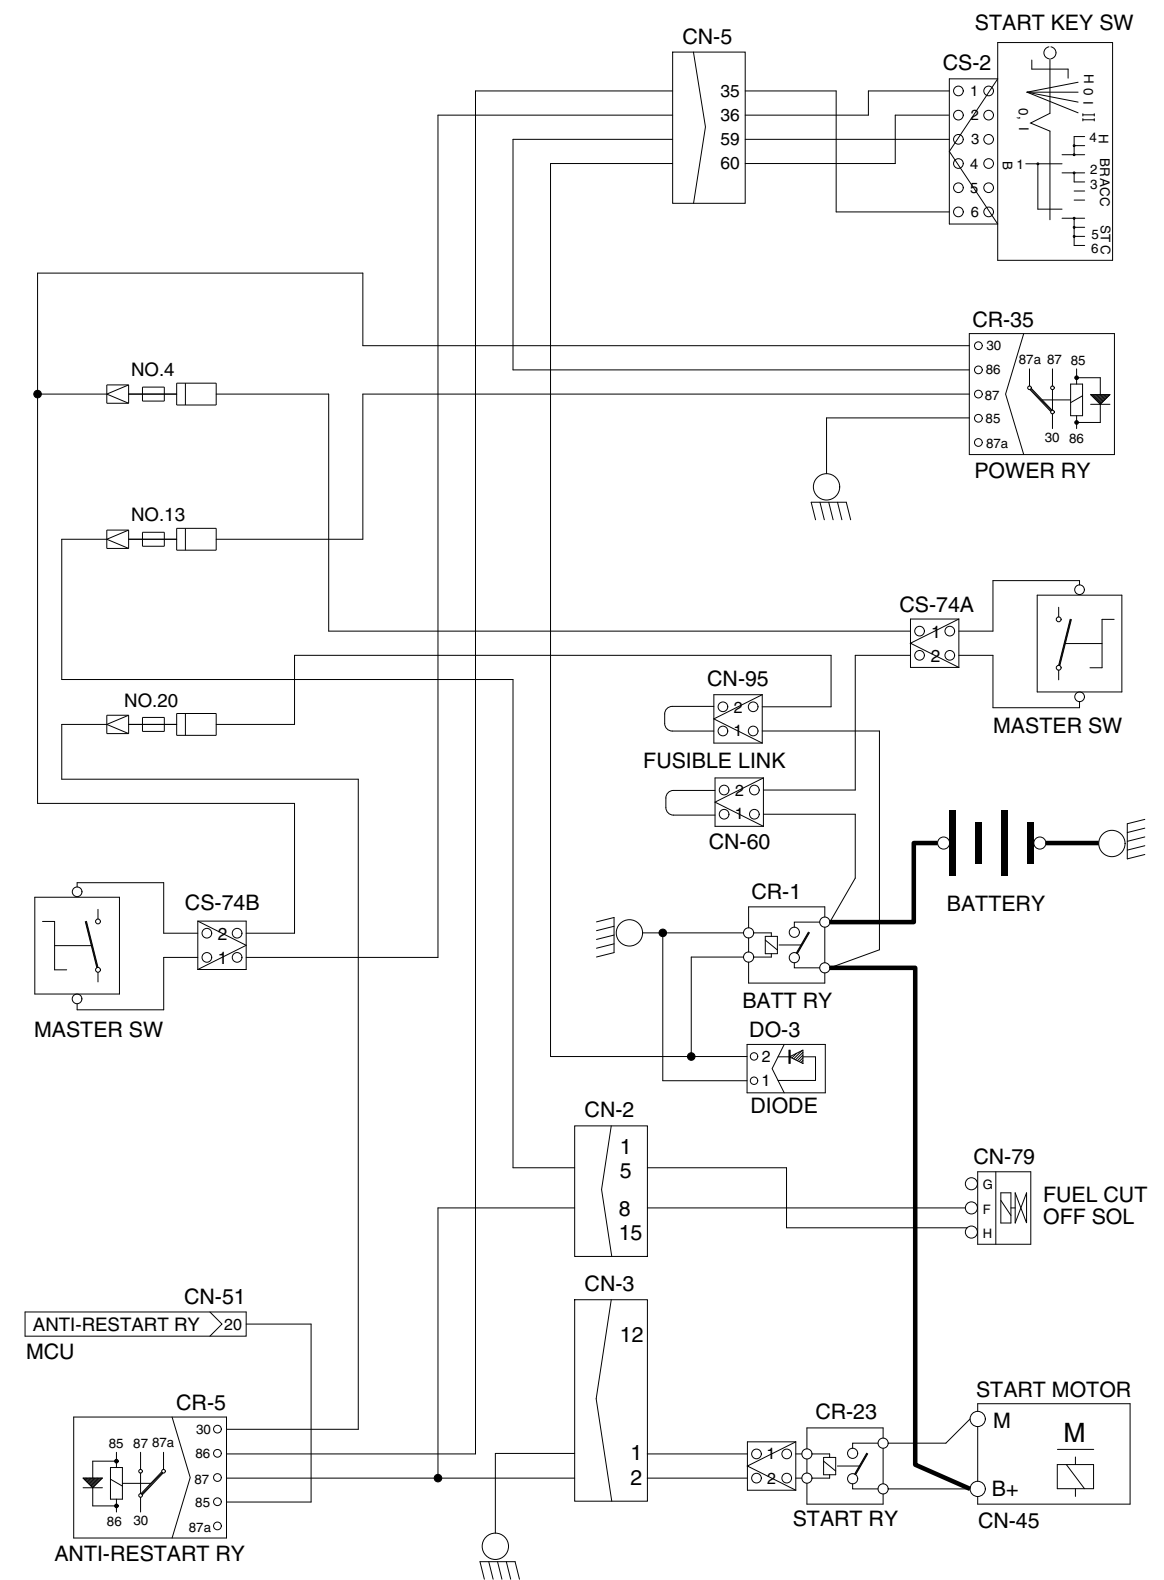 START KEY SW
CN-5
CS-2
35
36
59
60
1
2
3
4
5
6
H
0
I
II
0, I
B 1
4 H
2 BR
3 ACC
5 ST
6 C
CR-35
30
86
87
85
87a
87a 87 85
30 86
POWER RY
NO.4
NO.13
NO.20
CS-74A
1
2
MASTER SW
CN-95
2
1
FUSIBLE LINK
2
1
CN-60
BATTERY
CR-1
BATT RY
CS-74B
2
1
MASTER SW
DO-3
2
1
DIODE
CN-2
1
5
8
15
CN-79
G
F
H
FUEL CUT
OFF SOL
CN-3
12
1
2
CN-51
ANTI-RESTART RY 20
MCU
CR-5
30
86
87
85
87a
85 87 87a
86 30
ANTI-RESTART RY
CR-23
1
2
START RY
START MOTOR
M
M
B+
CN-45